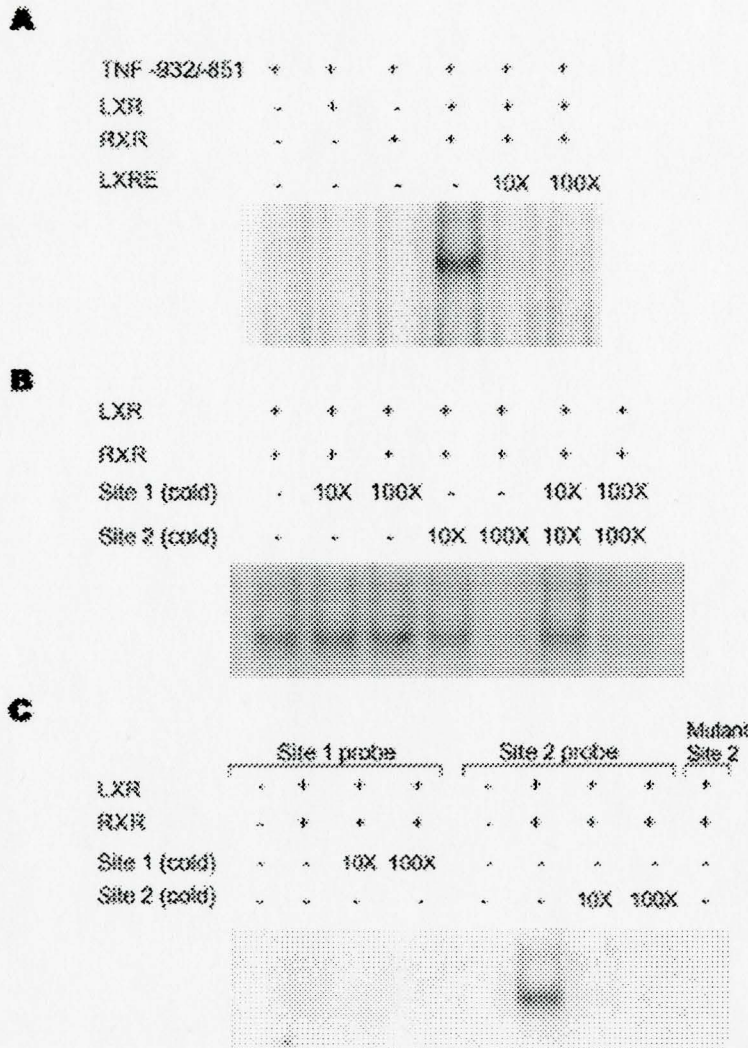 A
TNF -932/-651 + + + + + +
LXR - + - + + +
RXR - - + + + +
LXRE - - - - 10X 100X
B
LXR + + + + + + +
RXR + + + + + + +
Site 1 (cold) - 10X 100X - - 10X 100X
Site 2 (cold) - - - 10X 100X 10X 100X
C
Site 1 probe Site 2 probe Mutant
Site 2
LXR - + + + - + + + +
RXR - + + + - + + + +
Site 1 (cold) - - 10X 100X - - - - -
Site 2 (cold) - - - - - - 10X 100X -